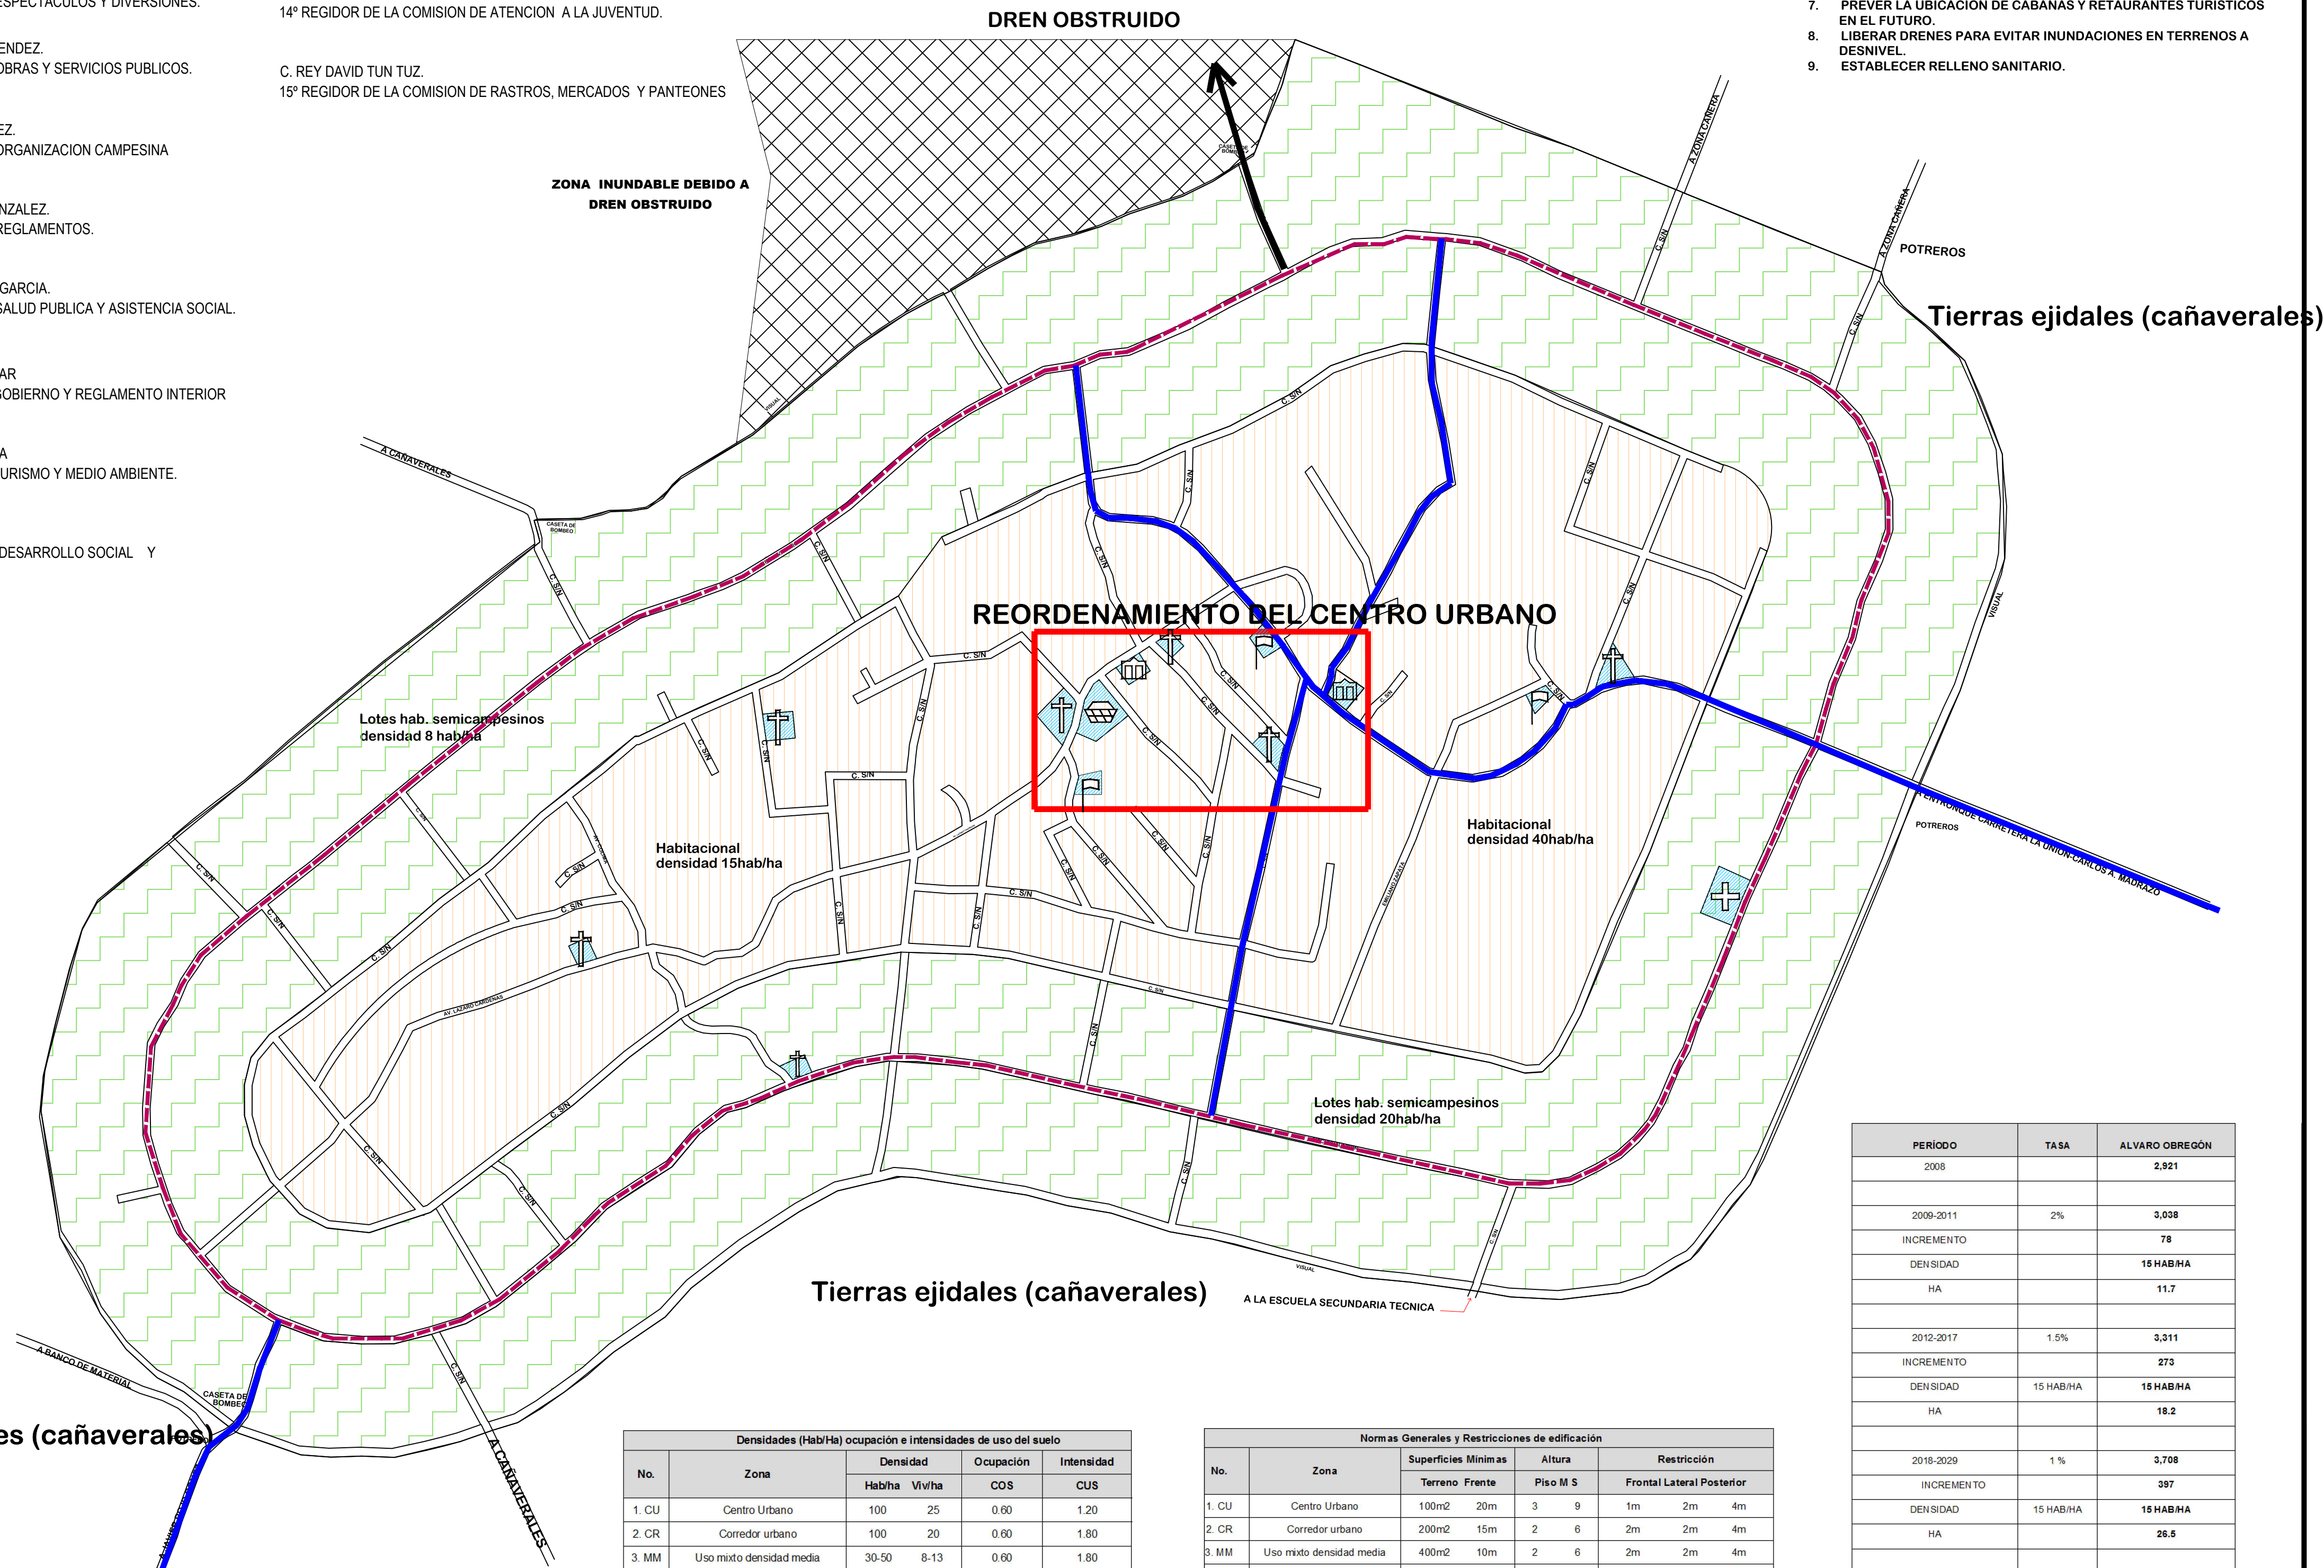 ESPECTACULOS Y DIVERSIONES.
ENDEZ.
OBRAS Y SERVICIOS PUBLICOS.
EZ.
ORGANIZACION CAMPESINA
NZALEZ.
REGLAMENTOS.
GARCIA.
SALUD PUBLICA Y ASISTENCIA SOCIAL.
AR
GOBIERNO Y REGLAMENTO INTERIOR
A
URISMO Y MEDIO AMBIENTE.
DESARROLLO SOCIAL Y
14º REGIDOR DE LA COMISION DE ATENCION A LA JUVENTUD.
C. REY DAVID TUN TUZ.
15º REGIDOR DE LA COMISION DE RASTROS, MERCADOS Y PANTEONES
DREN OBSTRUIDO
7. PREVER LA UBICACION DE CABAÑAS Y RETAURANTES TURISTICOS
EN EL FUTURO.
8. LIBERAR DRENES PARA EVITAR INUNDACIONES EN TERRENOS A
DESNIVEL.
9. ESTABLECER RELLENO SANITARIO.
ZONA INUNDABLE DEBIDO A
DREN OBSTRUIDO
CASETA DE
BOMBEO
A ZONA CAÑERA
C. S/N
A ZONA CAÑERA
C. S/N
POTREROS
Tierras ejidales (cañaverales)
VISUAL
C. S/N
A CAÑAVERALES
CASETA DE
BOMBEO
C. S/N
C. S/N
C. S/N
C. S/N
C. S/N
C. S/N
VISUAL
REORDENAMIENTO DEL CENTRO URBANO
C. S/N
C. S/N
C. S/N
C. S/N
C. S/N
C. S/N
C. S/N
C. S/N
Lotes hab. semicampesinos
densidad 8 hab/ha
C. S/N
C. S/N
C. S/N
C. S/N
Habitacional
densidad 15hab/ha
Habitacional
densidad 40hab/ha
A ENTRONQUE CARRETERA LA UNION-CARLOS A. MADRAZO
POTREROS
C. S/N
C. S/N
C. S/N
C. S/N
C. S/N
EMILIANO ZAPATA
C. S/N
C. S/N
C. S/N
C. S/N
C. S/N
C. S/N
C. S/N
AV. LAZARO CARDENAS
C. S/N
C. S/N
C. S/N
C. S/N
Lotes hab. semicampesinos
densidad 20hab/ha
C. S/N
C. S/N
C. S/N
C. S/N
VISUAL
Tierras ejidales (cañaverales)
A LA ESCUELA SECUNDARIA TECNICA
A BANCO DE MATERIAL
CASETA DE
BOMBEO
C. S/N
A CAÑAVERALES
es (cañaverales)
PERÍODO TASA ALVARO OBREGÓN
2008 2,921
2009-2011 2% 3,038
INCREMENTO 78
DENSIDAD 15 HAB/HA
HA 11.7
2012-2017 1.5% 3,311
INCREMENTO 273
DENSIDAD 15 HAB/HA 15 HAB/HA
HA 18.2
2018-2029 1 % 3,708
INCREMENTO 397
DENSIDAD 15 HAB/HA 15 HAB/HA
HA 26.5
Densidades (Hab/Ha) ocupación e intensidades de uso del suelo
No. Zona Densidad Ocupación Intensidad
Hab/ha Viv/ha COS CUS
1. CU Centro Urbano 100 25 0.60 1.20
2. CR Corredor urbano 100 20 0.60 1.80
3. MM Uso mixto densidad media 30-50 8-13 0.60 1.80
Normas Generales y Restricciones de edificación
No. Zona Superficies Mínimas Altura Restricción
Terreno Frente Piso M S Frontal Lateral Posterior
1. CU Centro Urbano 100m2 20m 3 9 1m 2m 4m
2. CR Corredor urbano 200m2 15m 2 6 2m 2m 4m
3. MM Uso mixto densidad media 400m2 10m 2 6 2m 2m 4m